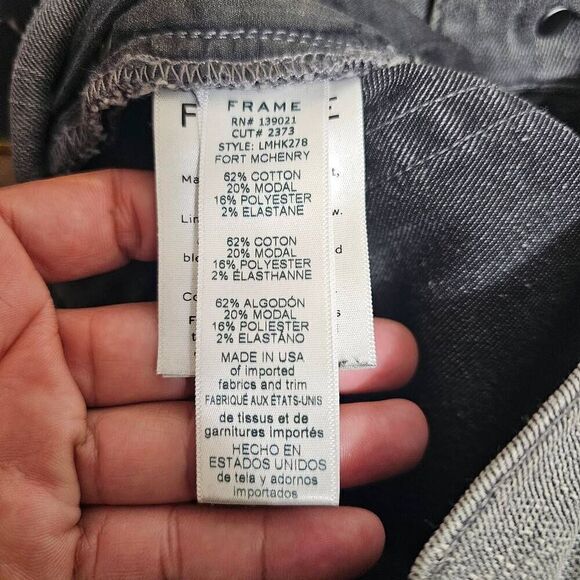 FRAME
RN# 139021
CUT# 2373
STYLE: LMHK278
FORT MCHENRY
62% COTTON
20% MODAL
16% POLYESTER
2% ELASTANE
62% COTON
20% MODAL
16% POLYESTER
2% ÉLASTHANNE
62% ALGODÓN
20% MODAL
16% POLIESTER
2% ELASTANO
MADE IN USA
of imported
fabrics and trim
FABRIQUÉ AUX ÉTATS-UNIS
de tissus et de
garnitures importés
HECHO EN
ESTADOS UNIDOS
de tela y adornos
importados